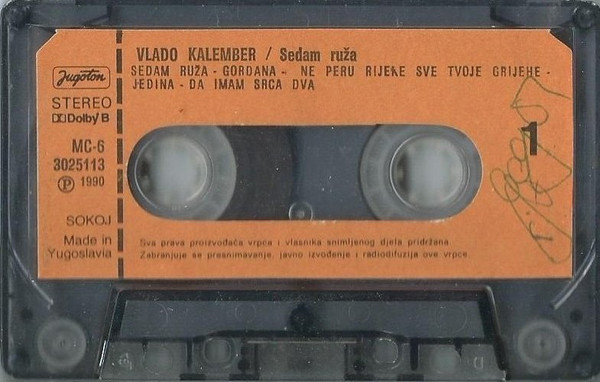 VLADO KALEMBER / Sedam ruža
SEDAM RUŽA - GORDANA - NE PERU RIJEKE SVE TVOJE GRIJEHE -
JEDINA - DA IMAM SRCA DVA
Jugoton
STEREO
Dolby B
MC-6
3025113
℗ 1990
SOKOJ
Made in
Yugoslavia
1
Sva prava proizvođača vrpce i vlasnika snimljenog djela pridržana.
Zabranjuje se presnimavanje, javno izvođenje i radiodifuzija ove vrpce.